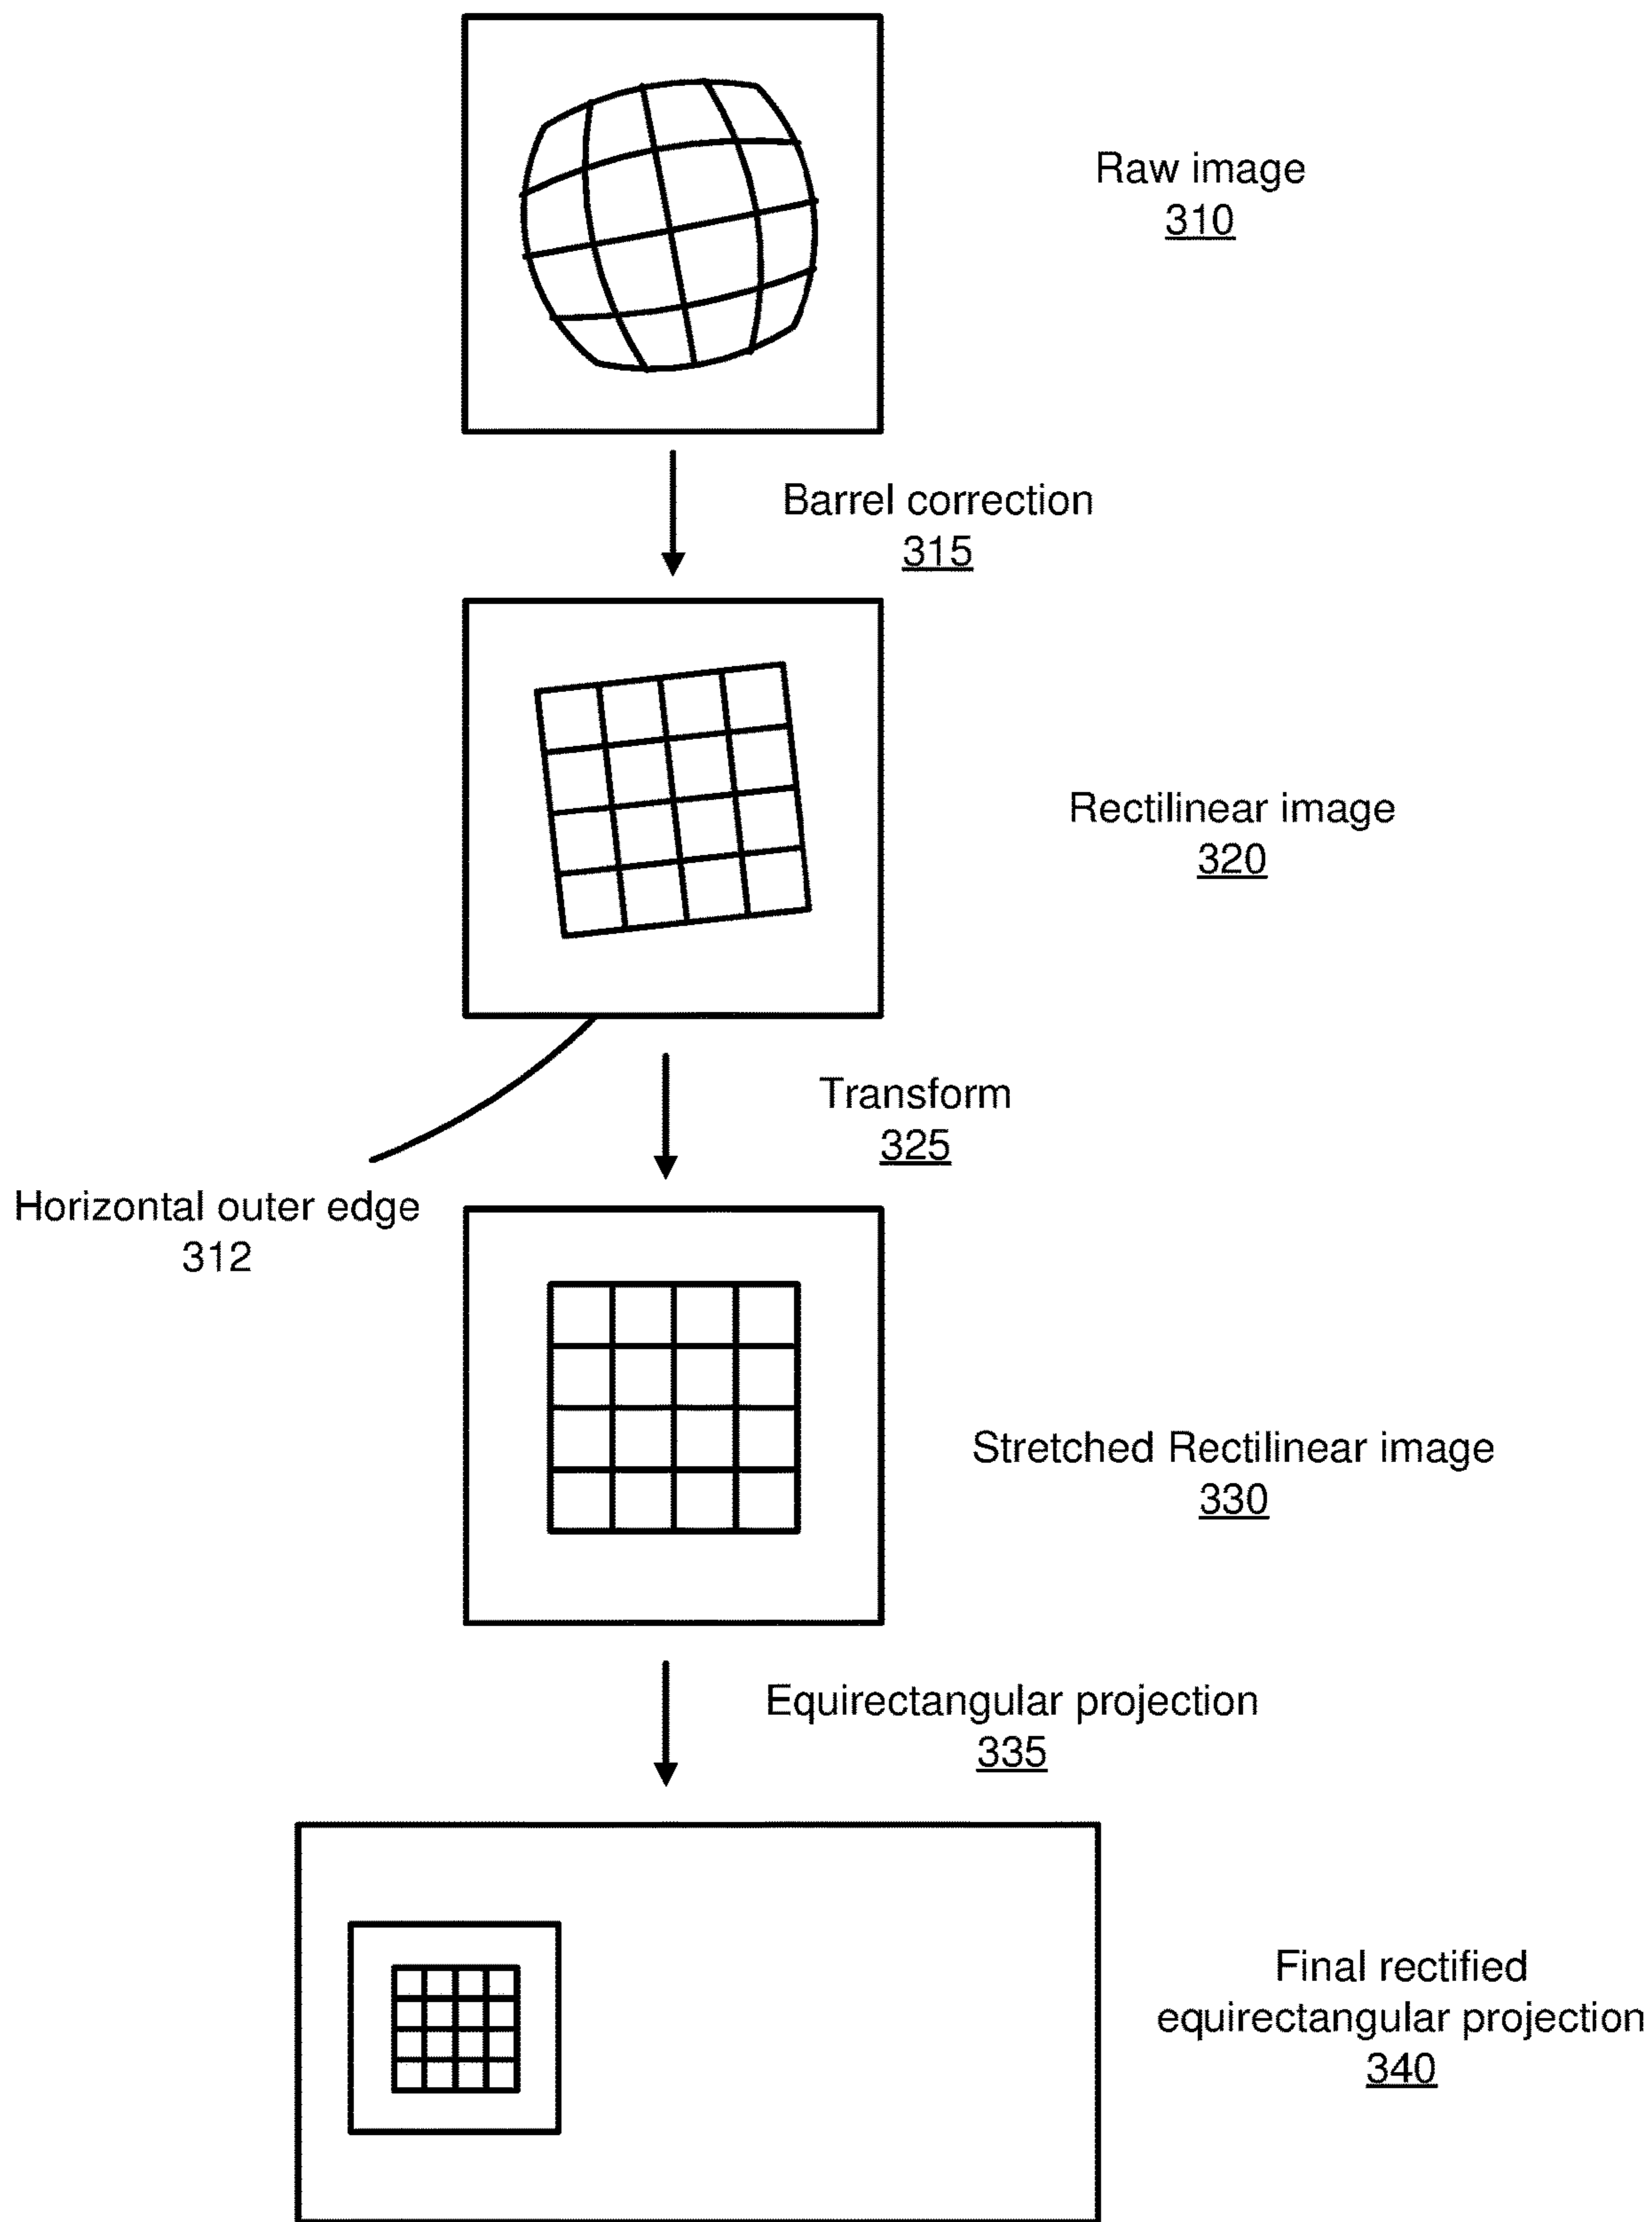 Raw image
310
Barrel correction
315
Rectilinear image
320
Transform
325
Horizontal outer edge
312
Stretched Rectilinear image
330
Equirectangular projection
335
Final rectified
equirectangular projection
340